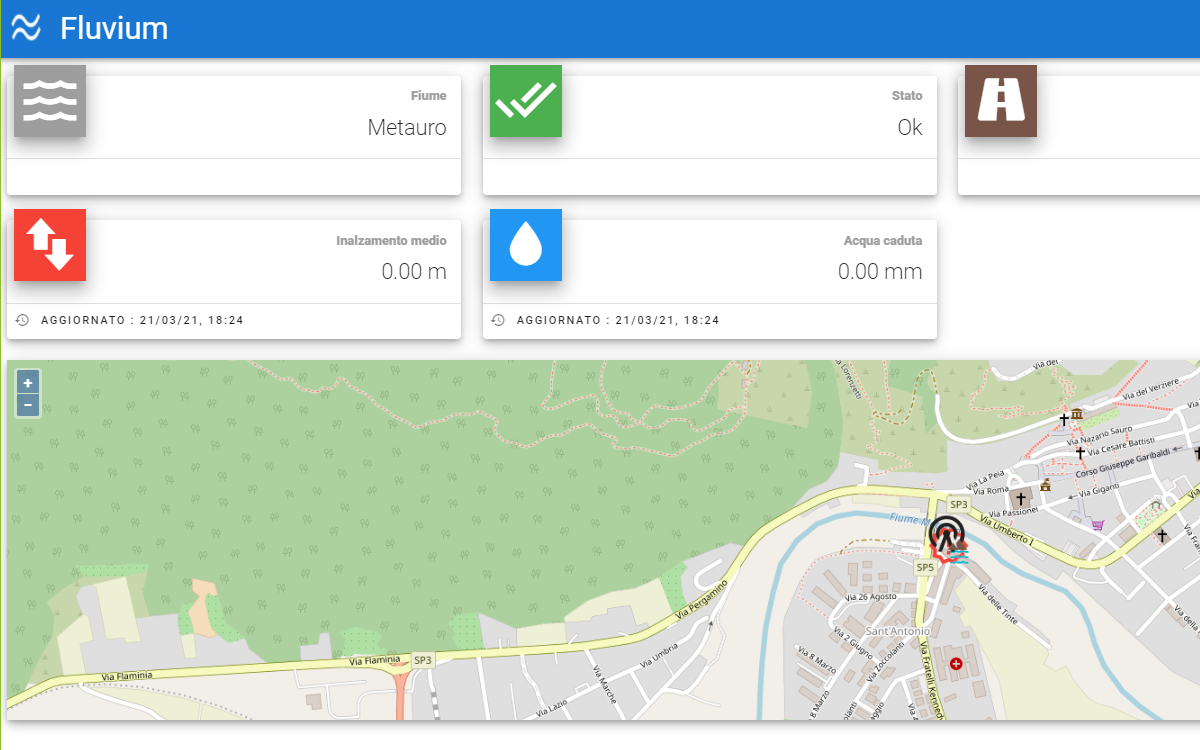 Fluvium
Fiume
Metauro
Stato
Ok
Inalzamento medio
0.00 m
AGGIORNATO : 21/03/21, 18:24
Acqua caduta
0.00 mm
AGGIORNATO : 21/03/21, 18:24
+
−
Via del Verziere
Via Nazario Sauro
Via Cesare Battisti
Corso Giuseppe Garibaldi
Via La Peia
Via Roma
Via Giganti
Via Passionei
SP3
Via Umberto I
Fiume
SP5
Via 26 Agosto
Via delle Tinte
Sant'Antonio
Via 2 Giugno
Via Zoccolanti
Via 8 Marzo
Via Fratelli Kennedy
Via Pergamino
Via Umbria
Via Marche
Via Lazio
Via Flaminia
SP3
Via Flaminia